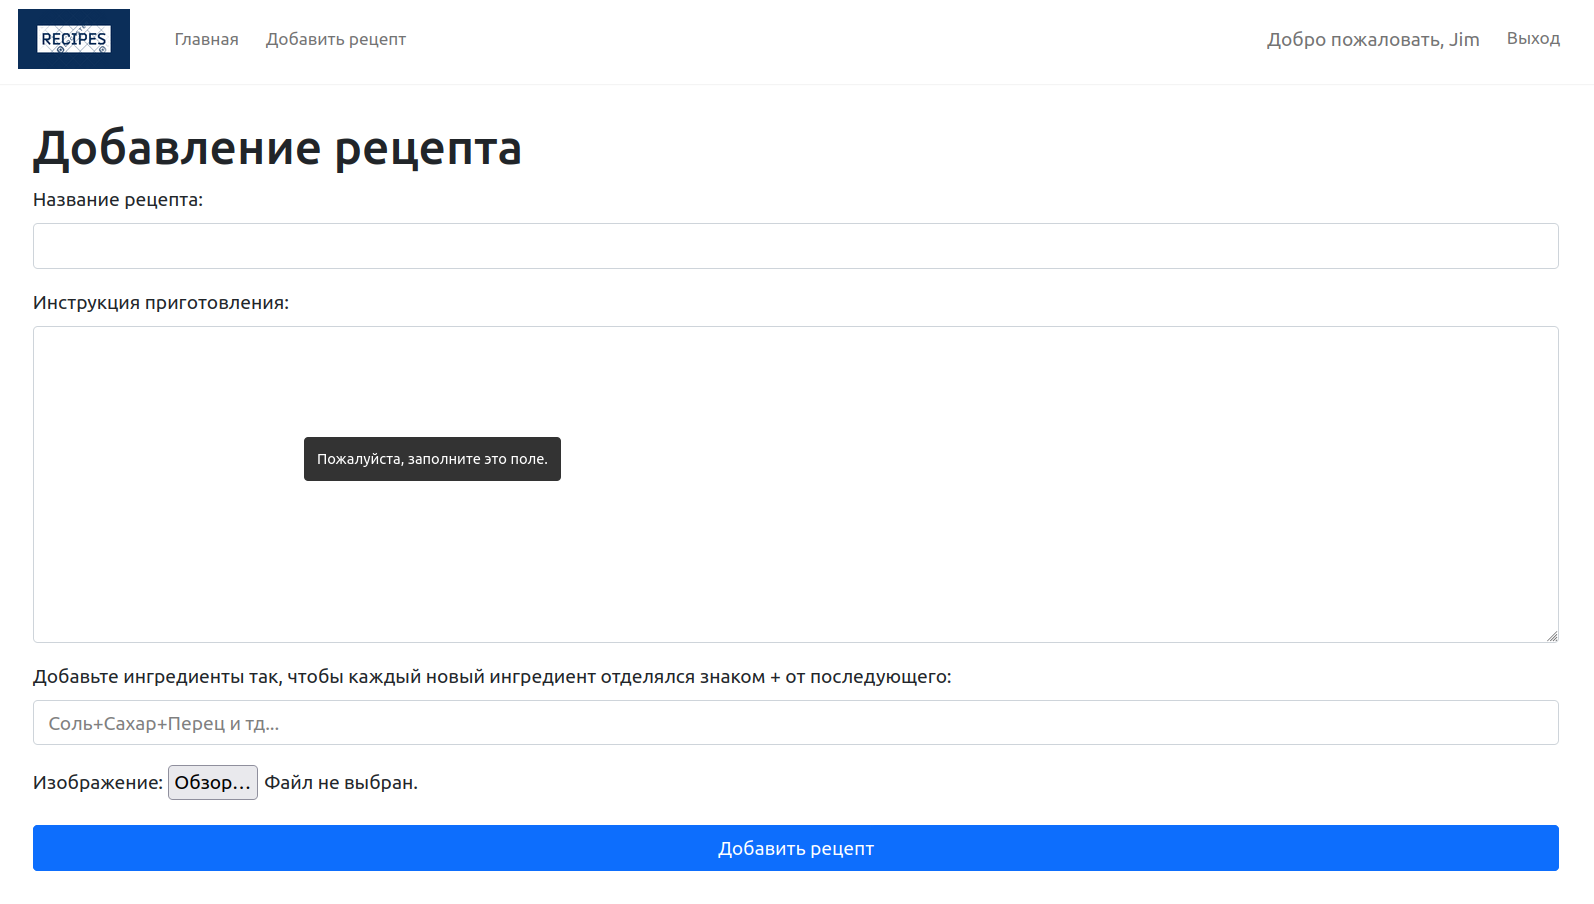 RECIPES
Главная
Добавить рецепт
Добро пожаловать, Jim
Выход
Добавление рецепта
Название рецепта:
Инструкция приготовления:
Пожалуйста, заполните это поле.
Добавьте ингредиенты так, чтобы каждый новый ингредиент отделялся знаком + от последующего:
Соль+Сахар+Перец и тд...
Изображение: Обзор... Файл не выбран.
Добавить рецепт